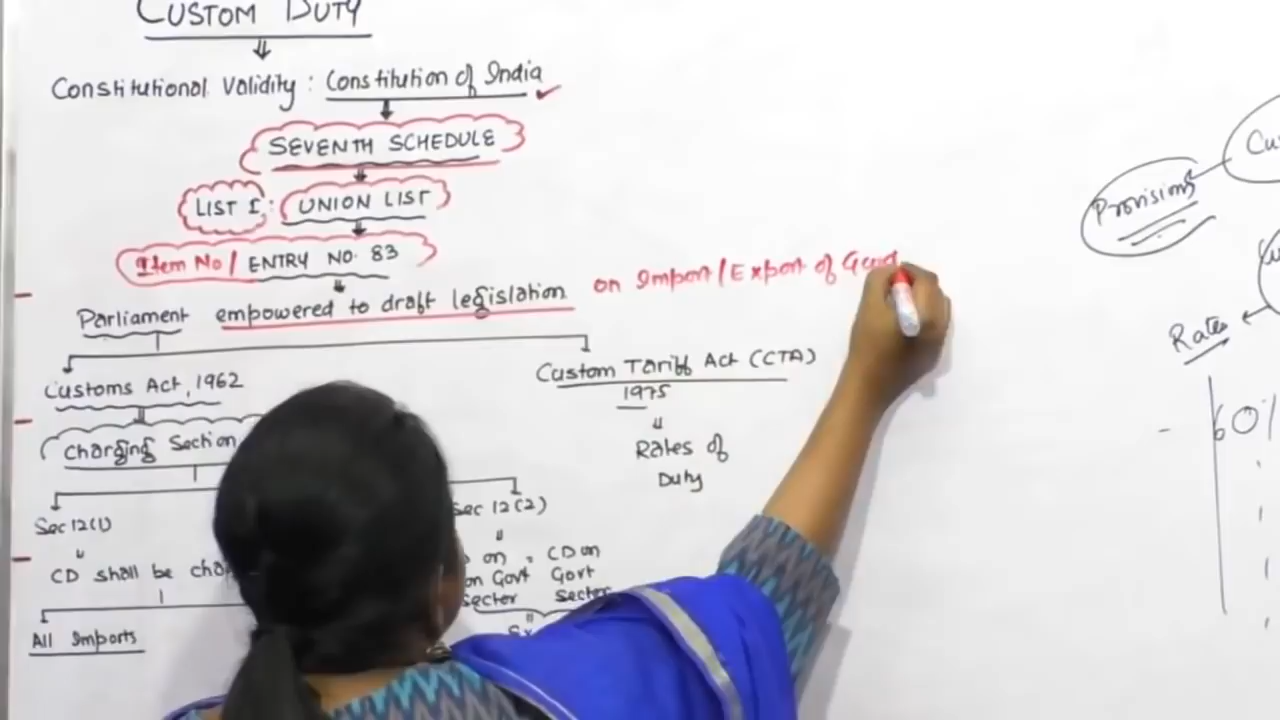 CUSTOM DUTY
Constitutional Validity : Constitution of India
SEVENTH SCHEDULE
LIST I : UNION LIST
Item No / ENTRY NO. 83
Parliament empowered to draft legislation on Import / Export of Good
Customs Act, 1962
Custom Tariff Act (CTA)
1975
Rates of
Duty
Charging Section
Sec 12(1)
CD shall be
All Imports
Sec 12(2)
on = CD on
Govt Govt
Sector Sector
Provisions
Rates
60%